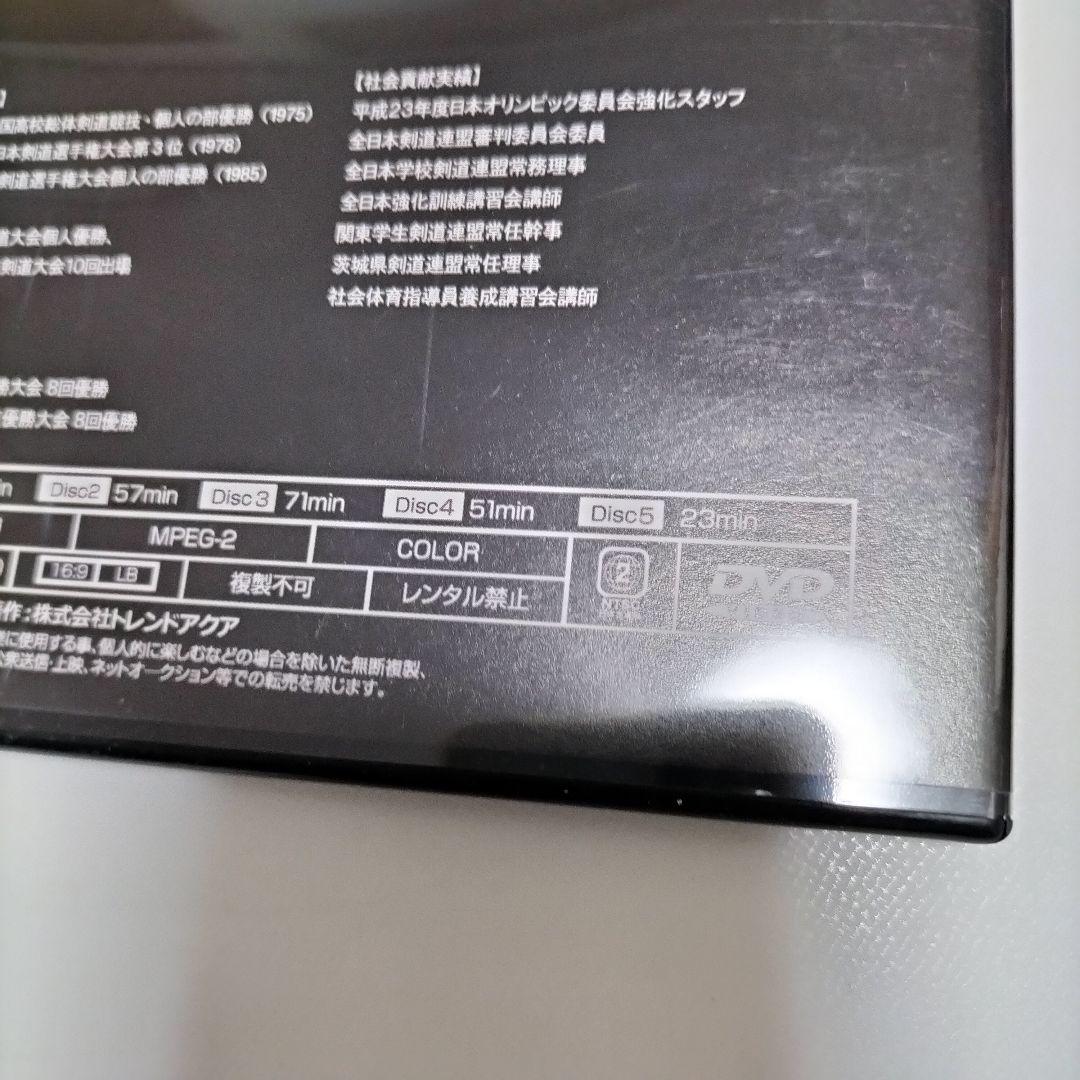 】
国高校総体剣道競技・個人の部優勝（1975）
日本剣道選手権大会第3位（1978）
剣道選手権大会個人の部優勝（1985）
道大会個人優勝、
剣道大会10回出場
勝大会 8回優勝
優勝大会 8回優勝
【社会貢献実績】
平成23年度日本オリンピック委員会強化スタッフ
全日本剣道連盟審判委員会委員
全日本学校剣道連盟常務理事
全日本強化訓練講習会講師
関東学生剣道連盟常任幹事
茨城県剣道連盟常任理事
社会体育指導員養成講習会講師
in Disc2 57min Disc3 71min Disc4 51min Disc5 23min
MPEG-2 COLOR
16:9 LB 複製不可 レンタル禁止
2 NTSC
DVD
作:株式会社トレンドアクア
に使用する事、個人的に楽しむなどの場合を除いた無断複製、
公衆送信・上映、ネットオークション等での転売を禁じます。